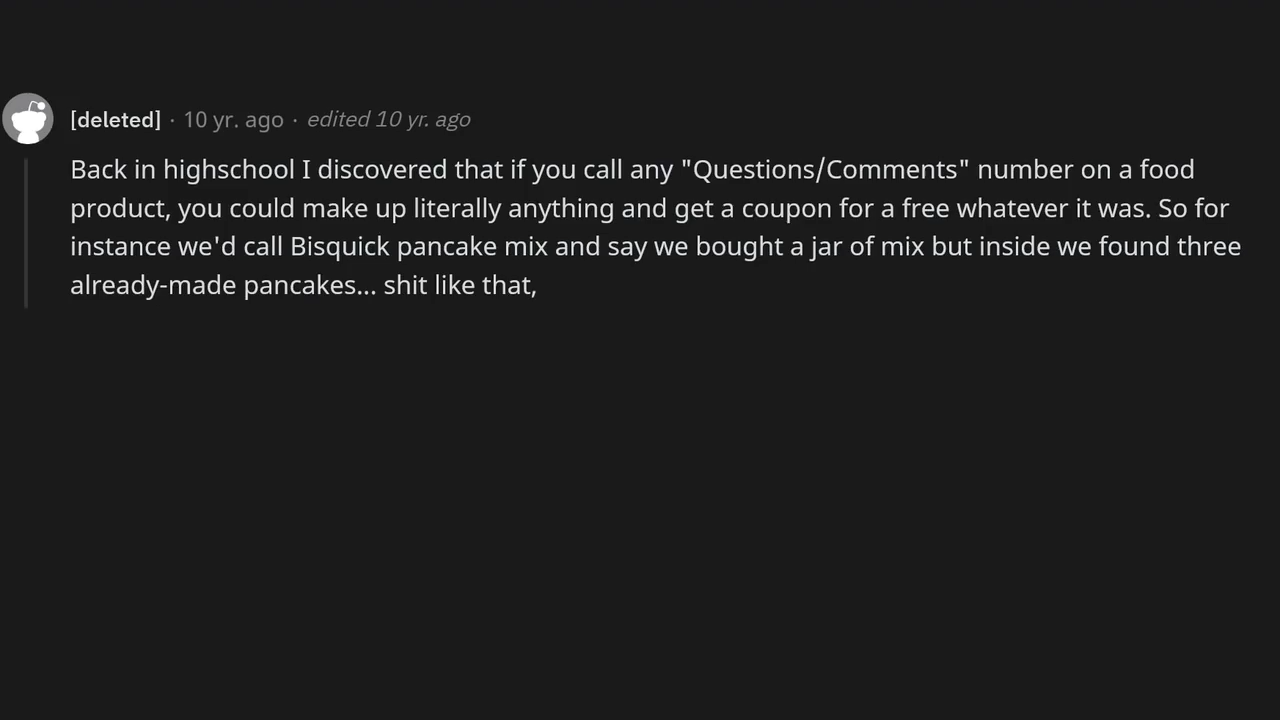 [deleted] · 10 yr. ago · edited 10 yr. ago
Back in highschool I discovered that if you call any "Questions/Comments" number on a food
product, you could make up literally anything and get a coupon for a free whatever it was. So for
instance we'd call Bisquick pancake mix and say we bought a jar of mix but inside we found three
already-made pancakes... shit like that,